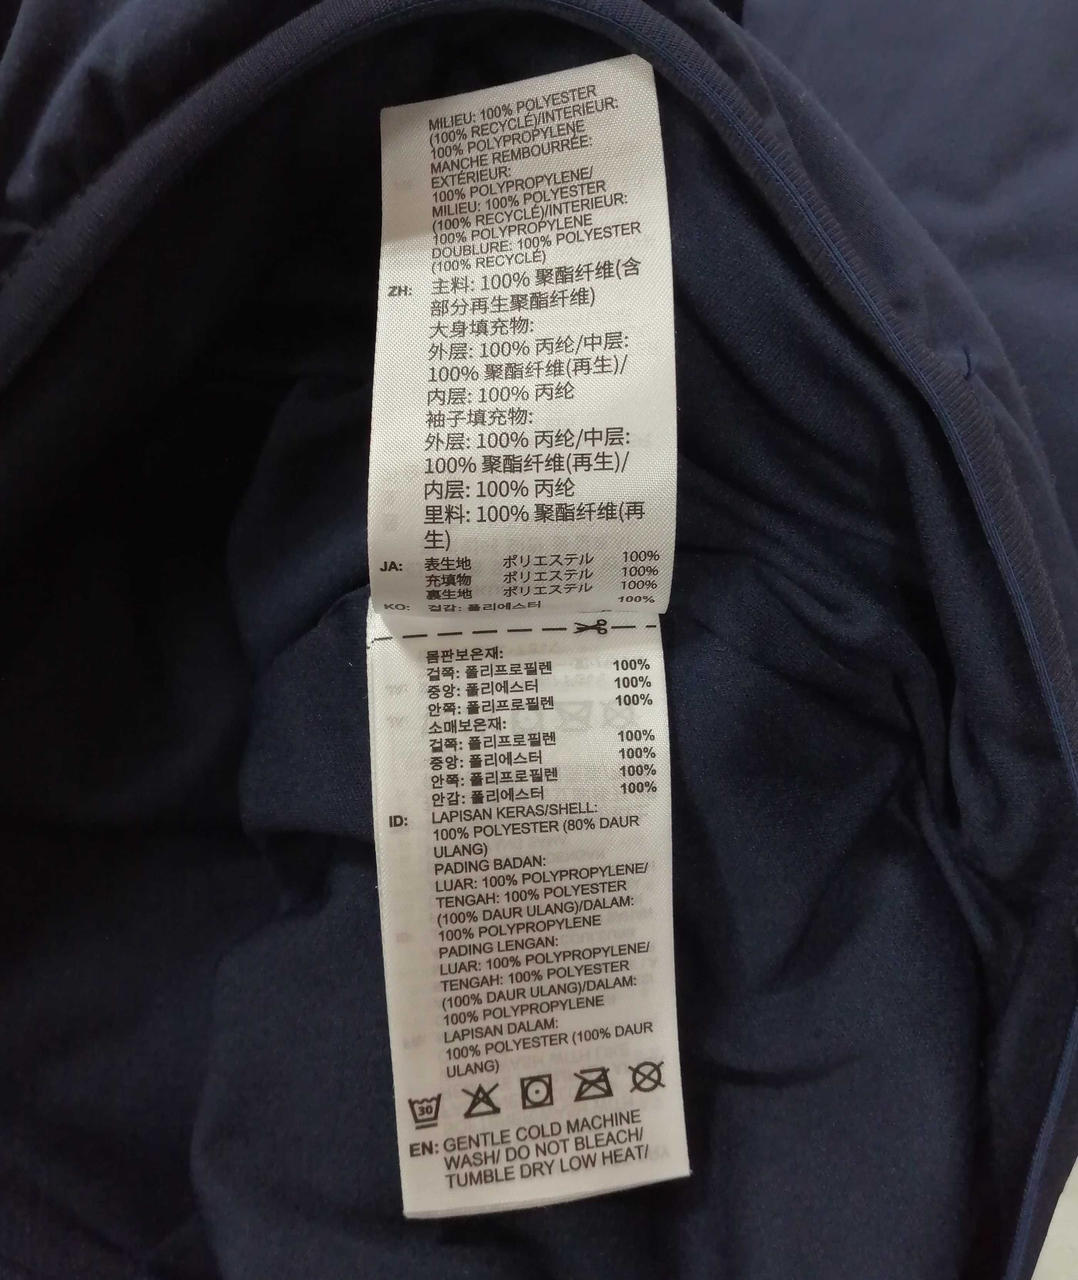 MILIEU: 100% POLYESTER
(100% RECYCLÉ)/INTERIEUR:
100% POLYPROPYLENE
MANCHE REMBOURRÉE:
EXTÉRIEUR:
100% POLYPROPYLENE/
MILIEU: 100% POLYESTER
(100% RECYCLÉ)/INTERIEUR:
100% POLYPROPYLENE
DOUBLURE: 100% POLYESTER
(100% RECYCLÉ)
ZH: 主料: 100% 聚酯纤维(含
部分再生聚酯纤维)
大身填充物:
外层: 100% 丙纶/中层:
100% 聚酯纤维(再生)/
内层: 100% 丙纶
袖子填充物:
外层: 100% 丙纶/中层:
100% 聚酯纤维(再生)/
内层: 100% 丙纶
里料: 100% 聚酯纤维(再
生)
JA: 表生地 ポリエステル 100%
充填物 ポリエステル 100%
裏生地 ポリエステル 100%
KO: 겉감: 폴리에스터 100%
몸판보온재:
겉쪽: 폴리프로필렌 100%
중앙: 폴리에스터 100%
안쪽: 폴리프로필렌 100%
소매보온재:
겉쪽: 폴리프로필렌 100%
중앙: 폴리에스터 100%
안쪽: 폴리프로필렌 100%
안감: 폴리에스터 100%
ID: LAPISAN KERAS/SHELL:
100% POLYESTER (80% DAUR
ULANG)
PADING BADAN:
LUAR: 100% POLYPROPYLENE/
TENGAH: 100% POLYESTER
(100% DAUR ULANG)/DALAM:
100% POLYPROPYLENE
PADING LENGAN:
LUAR: 100% POLYPROPYLENE/
TENGAH: 100% POLYESTER
(100% DAUR ULANG)/DALAM:
100% POLYPROPYLENE
LAPISAN DALAM:
100% POLYESTER (100% DAUR
ULANG)
30
EN: GENTLE COLD MACHINE
WASH/ DO NOT BLEACH/
TUMBLE DRY LOW HEAT/